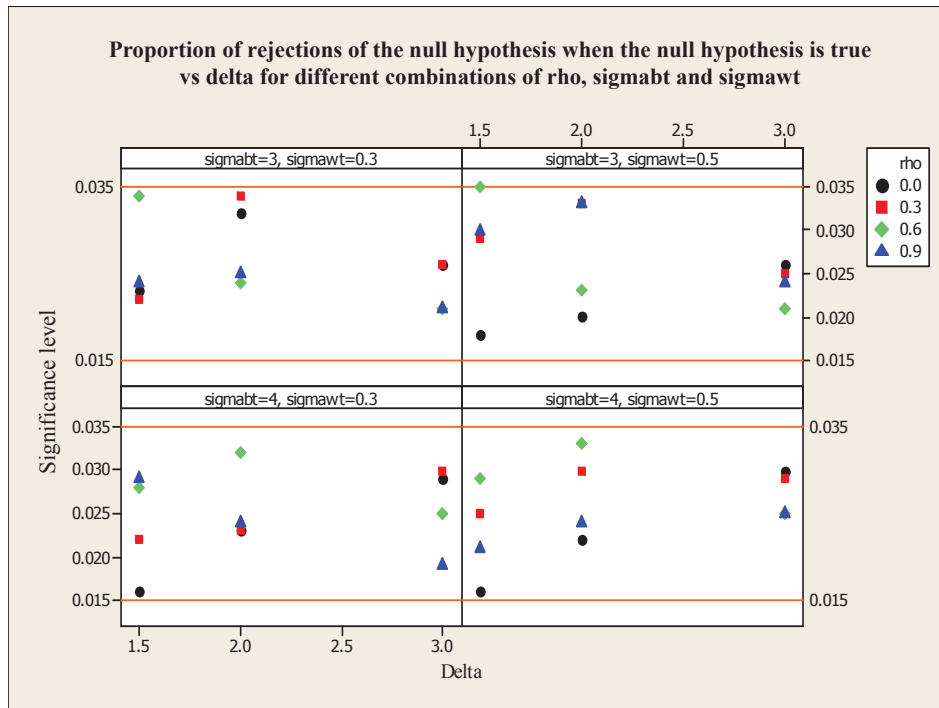 Proportion of rejections of the null hypothesis when the null hypothesis is true
vs delta for different combinations of rho, sigmabt and sigmawt
1.5 2.0 2.5 3.0
sigmabt=3, sigmawt=0.3 sigmabt=3, sigmawt=0.5
rho
0.0
0.3
0.6
0.9
0.035 0.035
0.030
0.025
0.020
0.015 0.015
sigmabt=4, sigmawt=0.3 sigmabt=4, sigmawt=0.5
0.035 0.035
0.030
0.025
0.020
0.015 0.015
Significance level
1.5 2.0 2.5 3.0
Delta